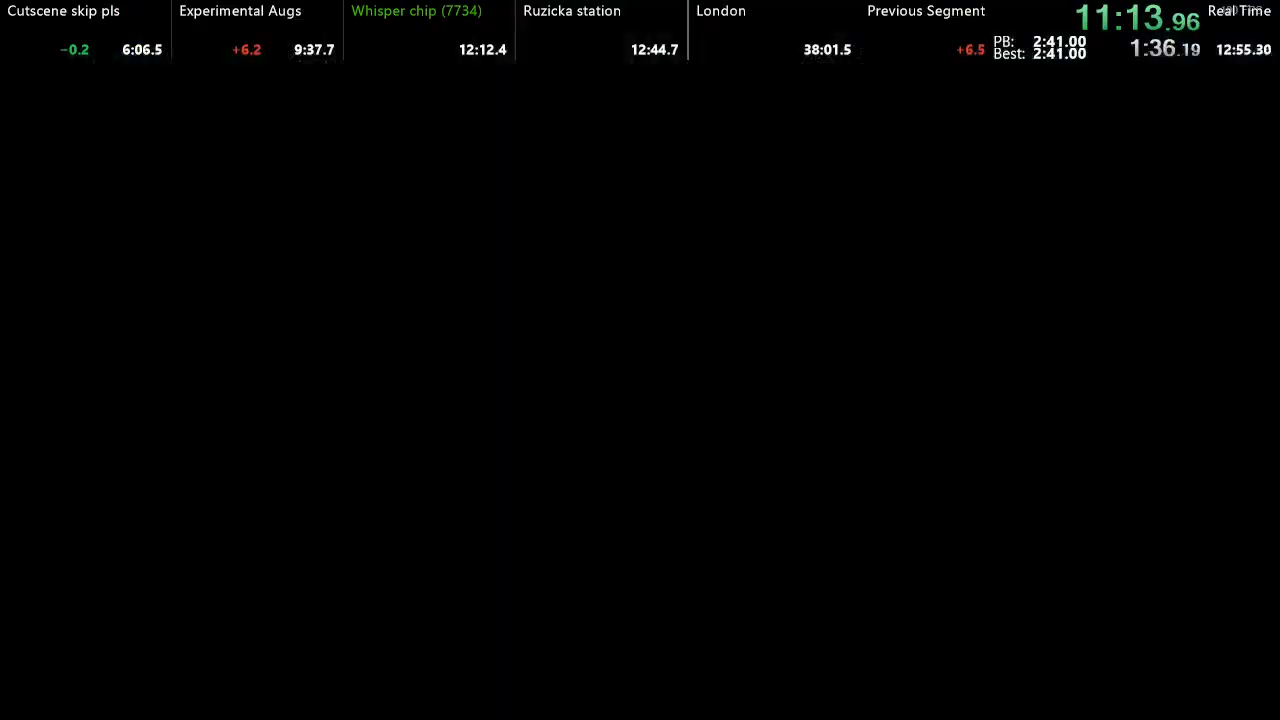 Cutscene skip pls
−0.2 6:06.5
Experimental Augs
+6.2 9:37.7
Whisper chip (7734)
12:12.4
Ruzicka station
12:44.7
London
38:01.5
Previous Segment
+6.5
11:13.96
PB: 2:41.00
Best: 2:41.00
1:36.19
Real Time
12:55.30